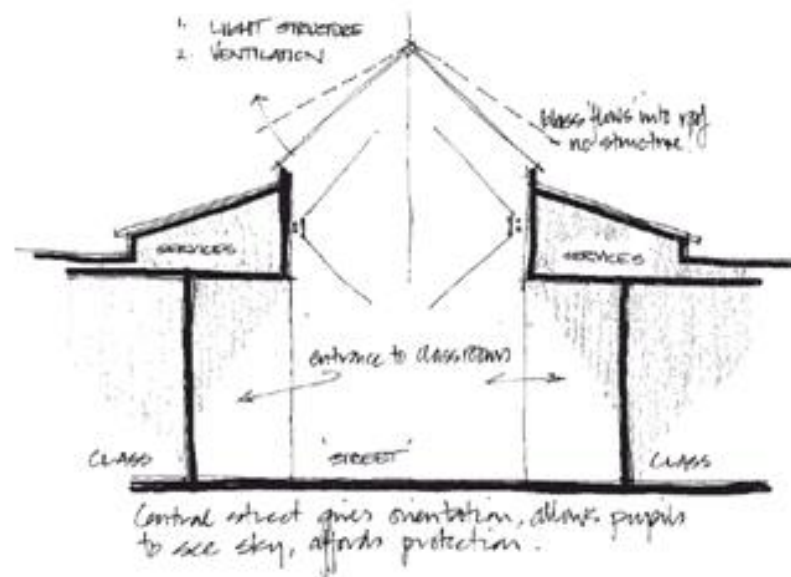 1. LIGHT STRUCTURE
2. VENTILATION
Glass 'flows' into roof
- no structure.
SERVICES
SERVICES
entrance to classrooms
CLASS
'STREET'
CLASS
Central street gives orientation, allows pupils
to see sky, affords protection.